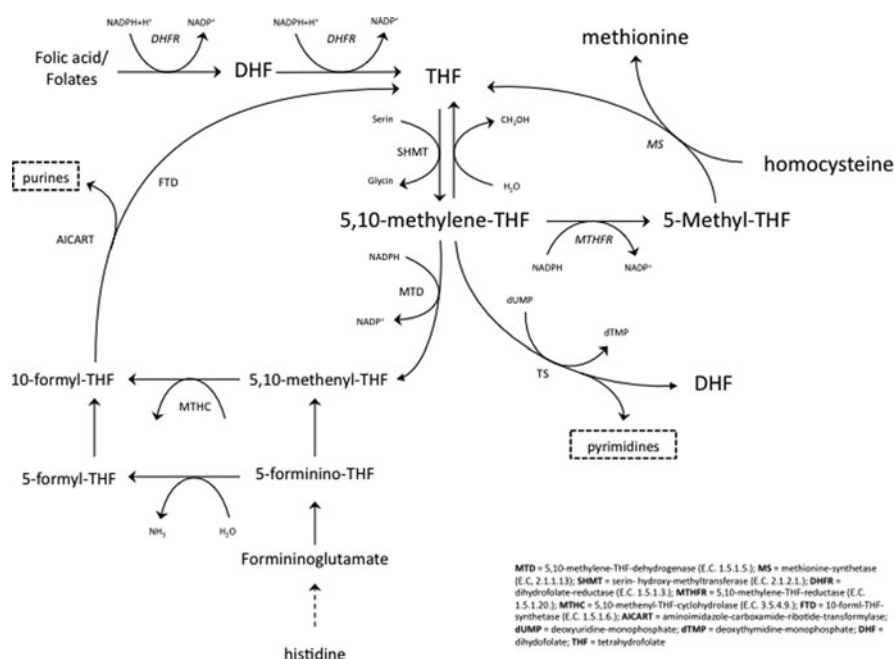 NADPH+H⁺ NADP⁺ NADPH+H⁺ NADP⁺
DHFR DHFR
methionine
Folic acid/
Folates
DHF
THF
Serin
CH₂OH
SHMT
MS
Glycin
H₂O
homocysteine
purines
FTD
AICART
5,10-methylene-THF
MTHFR
5-Methyl-THF
NADPH
NADP⁺
NADPH
MTD
NADP⁺
dUMP
dTMP
TS
DHF
pyrimidines
10-formyl-THF
MTHC
5,10-methenyl-THF
5-formyl-THF
5-forminino-THF
NH₃
H₂O
Formininoglutamate
histidine
MTD = 5,10-methylene-THF-dehydrogenase (E.C. 1.5.1.5.); MS = methionine-synthetase
(E.C, 2.1.1.13); SHMT = serin- hydroxy-methyltransferase (E.C. 2.1.2.1.); DHFR =
dihydrofolate-reductase (E.C. 1.5.1.3.); MTHFR = 5,10-methylene-THF-reductase (E.C.
1.5.1.20.); MTHC = 5,10-methenyl-THF-cyclohydrolase (E.C. 3.5.4.9.); FTD = 10-forml-THF-
synthetase (E.C. 1.5.1.6.); AICART = aminoimidazole-carboxamide-ribotide-transformylase;
dUMP = deoxyuridine-monophosphate; dTMP = deoxythymidine-monophosphate; DHF =
dihydofolate; THF = tetrahydrofolate